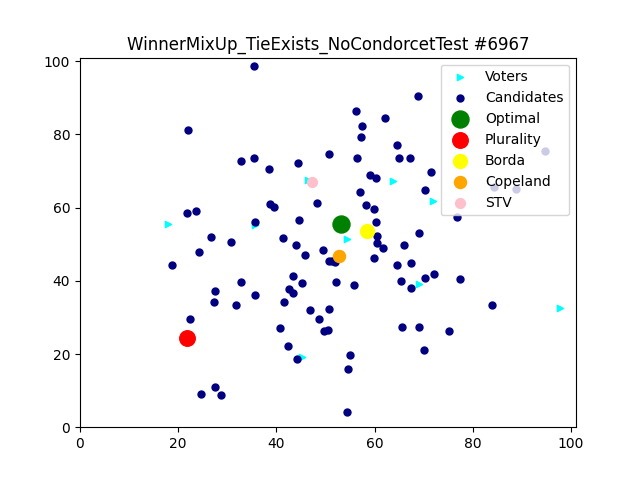 WinnerMixUp_TieExists_NoCondorcetTest #6967
100
80
60
40
20
0
0
20
40
60
80
100
Voters
Candidates
Optimal
Plurality
Borda
Copeland
STV